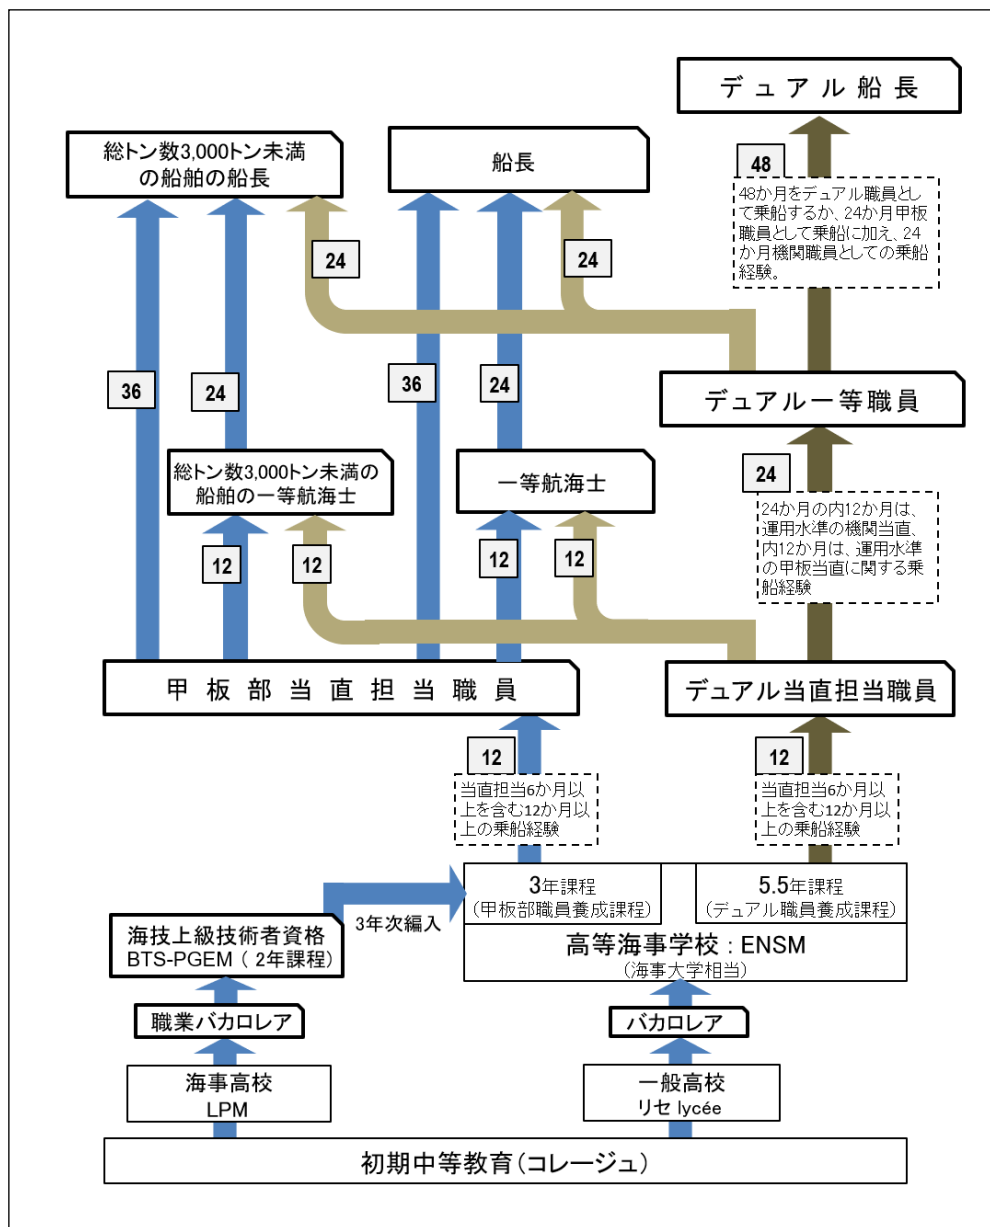 デュアル船長
総トン数3,000トン未満
の船舶の船長
船長
48
48か月をデュアル職員とし
て乗船するか、24か月甲板
職員として乗船に加え、24
か月機関職員としての乗船
経験。
24
24
36
24
36
24
デュアル一等職員
総トン数3,000トン未満の
船舶の一等航海士
一等航海士
24
24か月の内12か月は、
運用水準の機関当直、
内12か月は、運用水準
の甲板当直に関する乗
船経験
12
12
12
12
甲板部当直担当職員
デュアル当直担当職員
12
当直担当6か月以
上を含む12か月以
上の乗船経験
12
当直担当6か月以
上を含む12か月以
上の乗船経験
3年課程
(甲板部職員養成課程)
5.5年課程
(デュアル職員養成課程)
3年次編入
高等海事学校:ENSM
(海事大学相当)
海技上級技術者資格
BTS-PGEM ( 2年課程)
職業バカロレア
バカロレア
海事高校
LPM
一般高校
リセ lycée
初期中等教育(コレージュ)